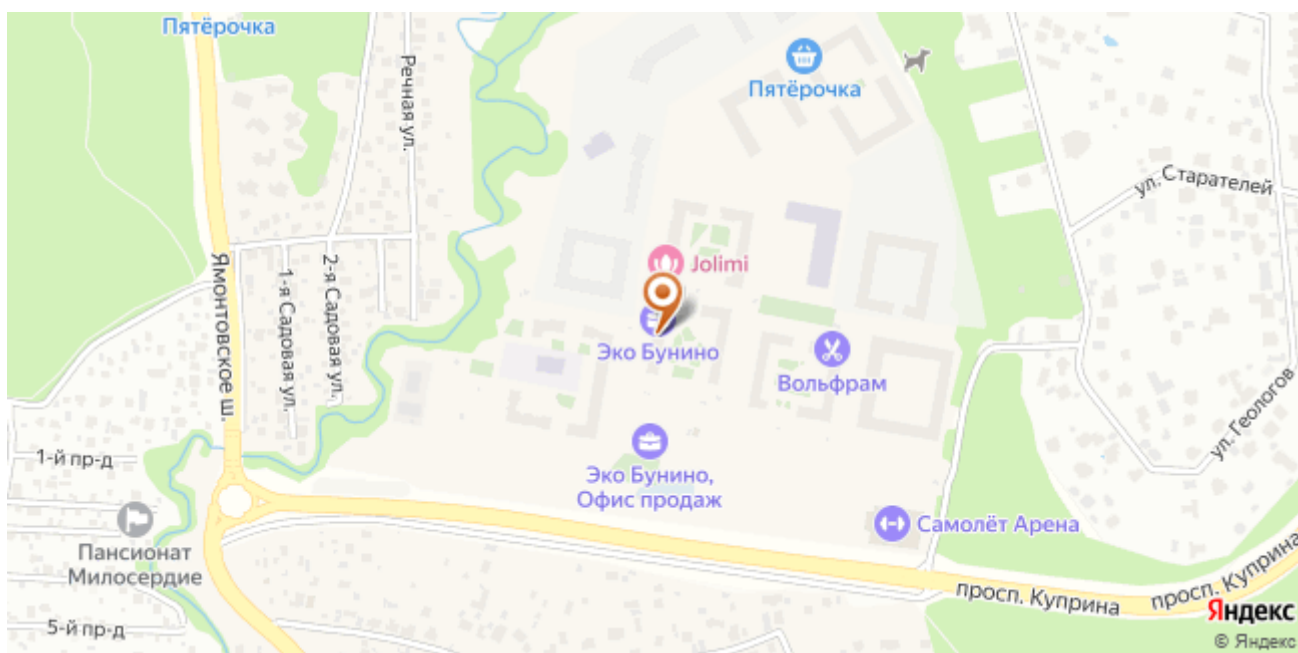 Пятёрочка
Речная ул.
Пятёрочка
ул. Старателей
Jolimi
Ямонтовское ш.
1-я Садовая ул.
2-я Садовая ул.
Эко Бунино
Вольфрам
ул. Геологов
1-й пр-д
Эко Бунино,
Офис продаж
Самолёт Арена
Пансионат
Милосердие
просп. Куприна
просп. Куприна
5-й пр-д
Яндекс
© Яндекс